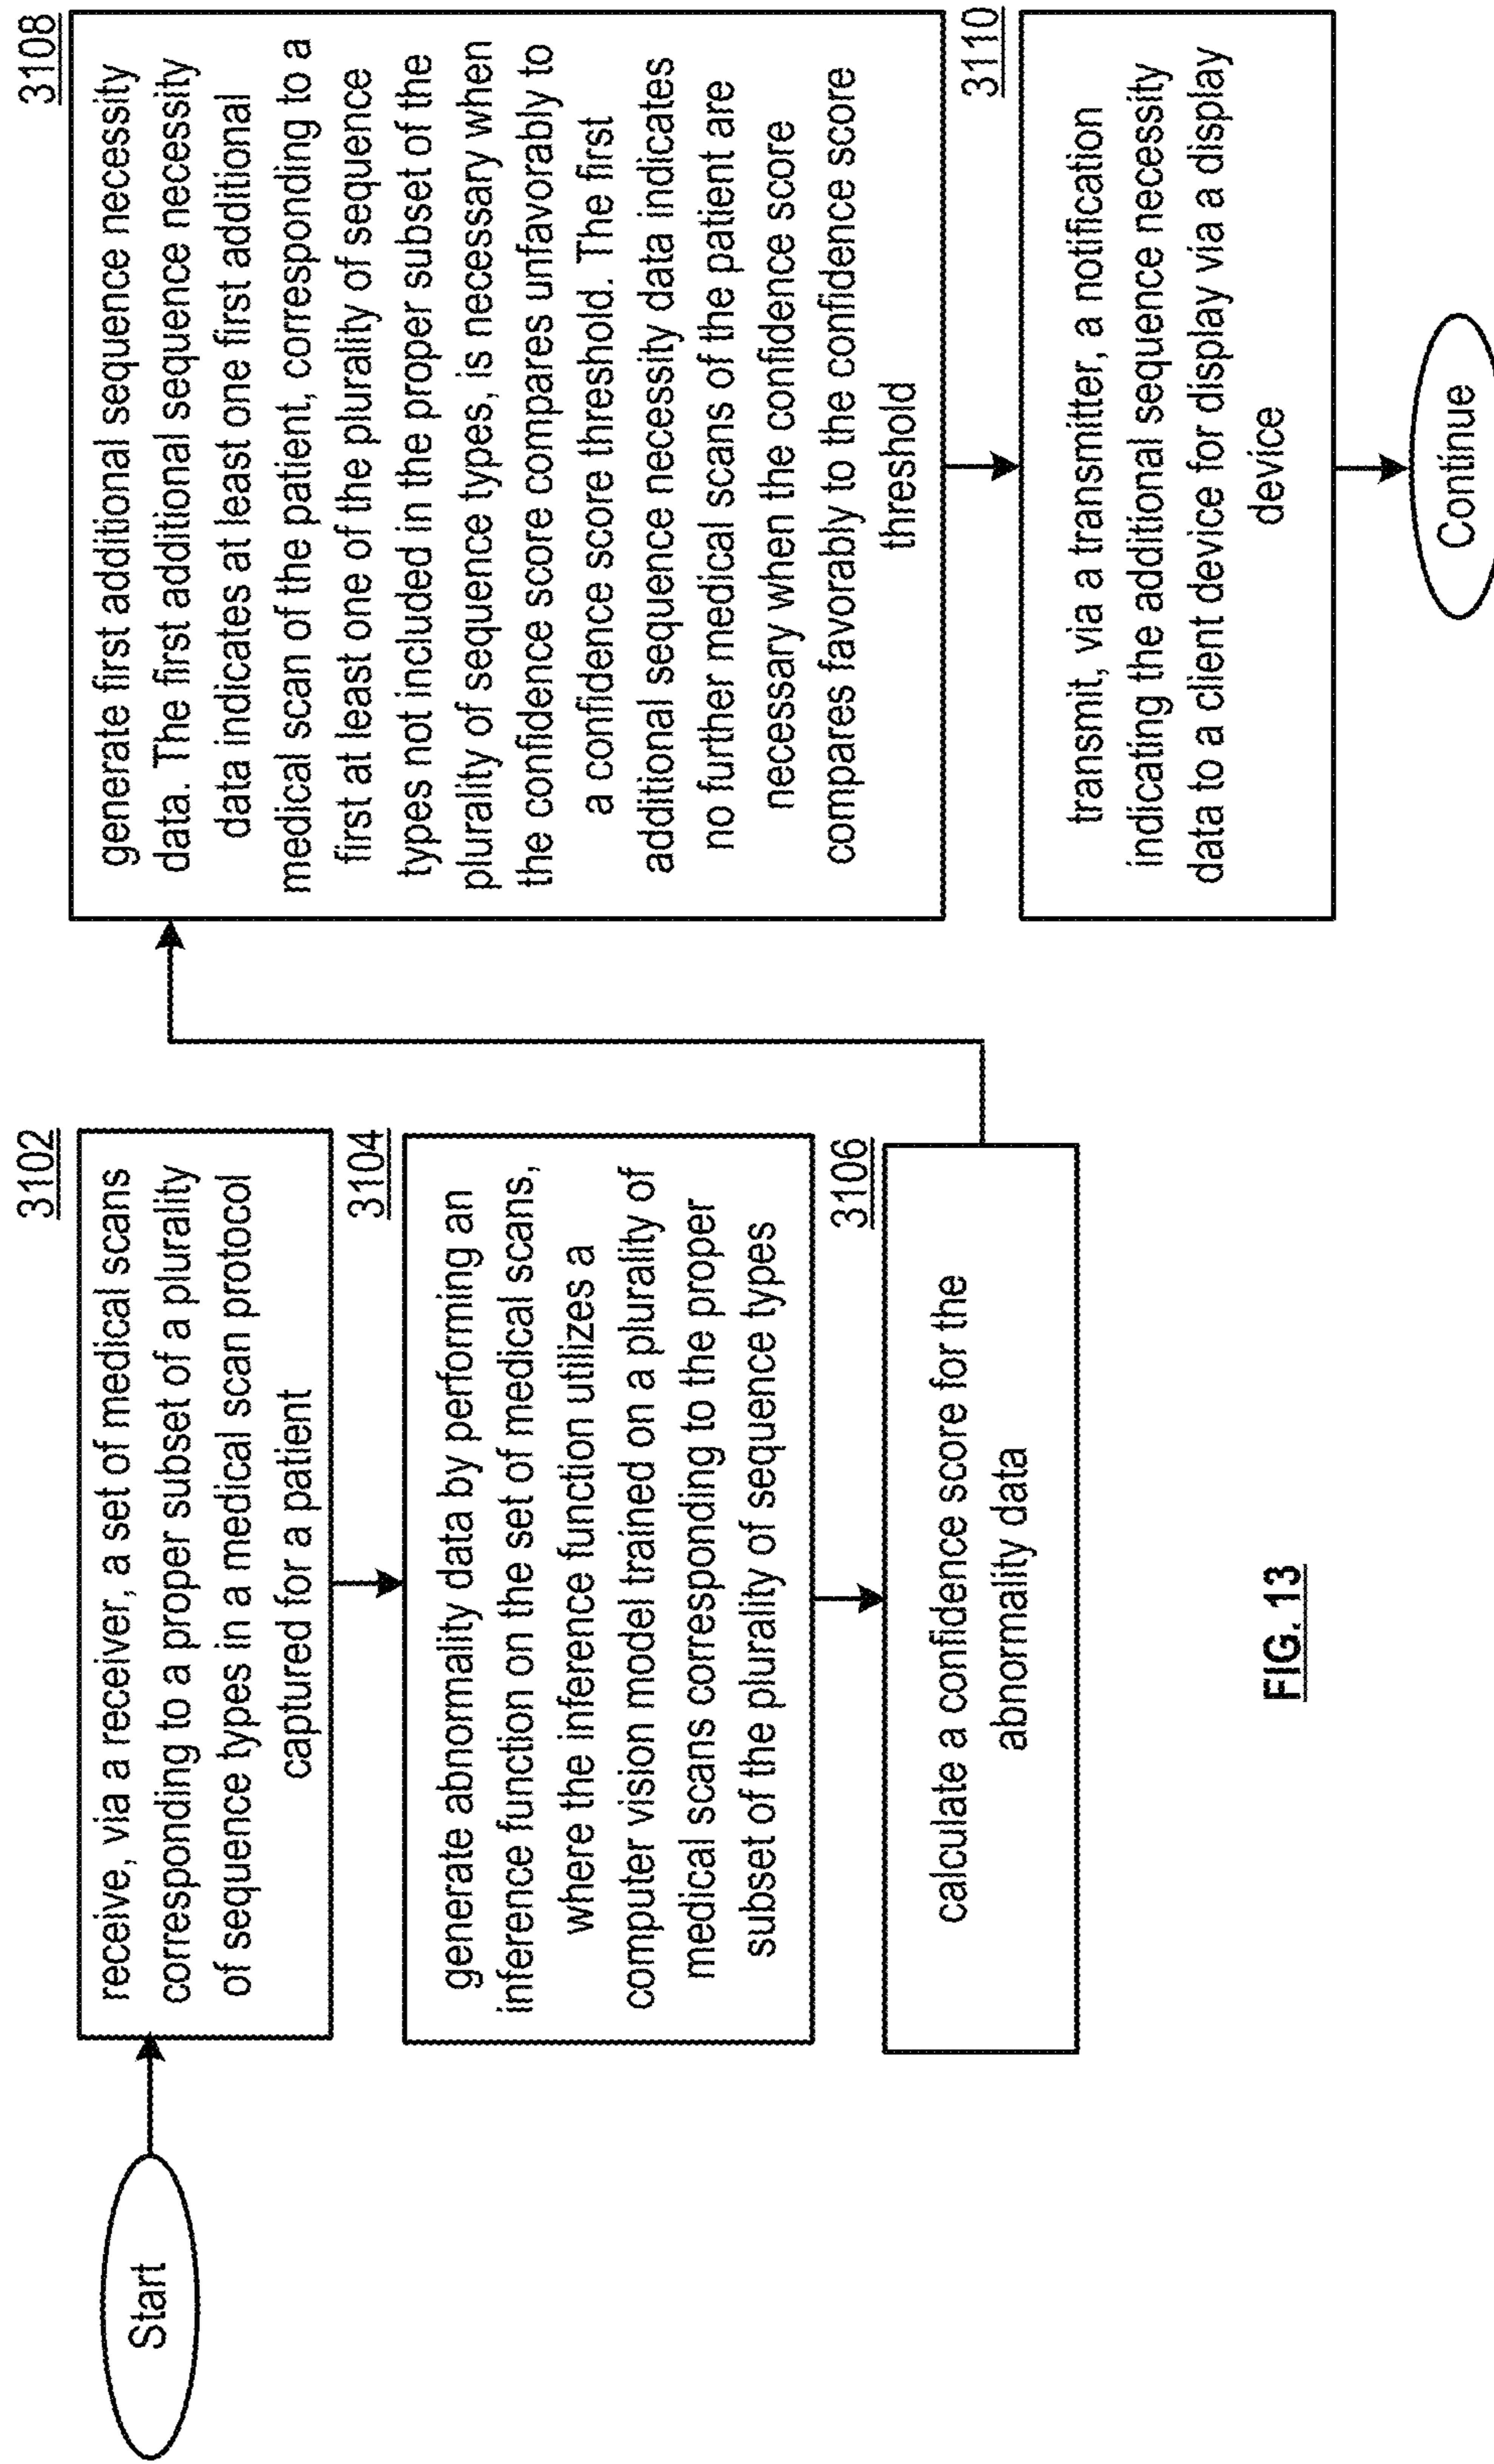 Start
3102
receive, via a receiver, a set of medical scans
corresponding to a proper subset of a plurality
of sequence types in a medical scan protocol
captured for a patient
3104
generate abnormality data by performing an
inference function on the set of medical scans,
where the inference function utilizes a
computer vision model trained on a plurality of
medical scans corresponding to the proper
subset of the plurality of sequence types
3106
calculate a confidence score for the
abnormality data
3108
generate first additional sequence necessity
data. The first additional sequence necessity
data indicates at least one first additional
medical scan of the patient, corresponding to a
first at least one of the plurality of sequence
types not included in the proper subset of the
plurality of sequence types, is necessary when
the confidence score compares unfavorably to
a confidence score threshold. The first
additional sequence necessity data indicates
no further medical scans of the patient are
necessary when the confidence score
compares favorably to the confidence score
threshold
3110
transmit, via a transmitter, a notification
indicating the additional sequence necessity
data to a client device for display via a display
device
Continue
FIG. 13